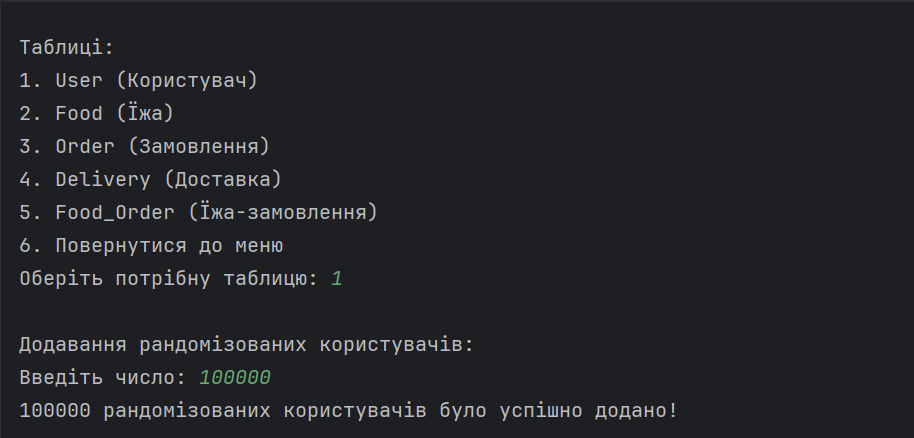 Таблиці:
1. User (Користувач)
2. Food (Їжа)
3. Order (Замовлення)
4. Delivery (Доставка)
5. Food_Order (Їжа-замовлення)
6. Повернутися до меню
Оберіть потрібну таблицю: 1
Додавання рандомізованих користувачів:
Введіть число: 100000
100000 рандомізованих користувачів було успішно додано!